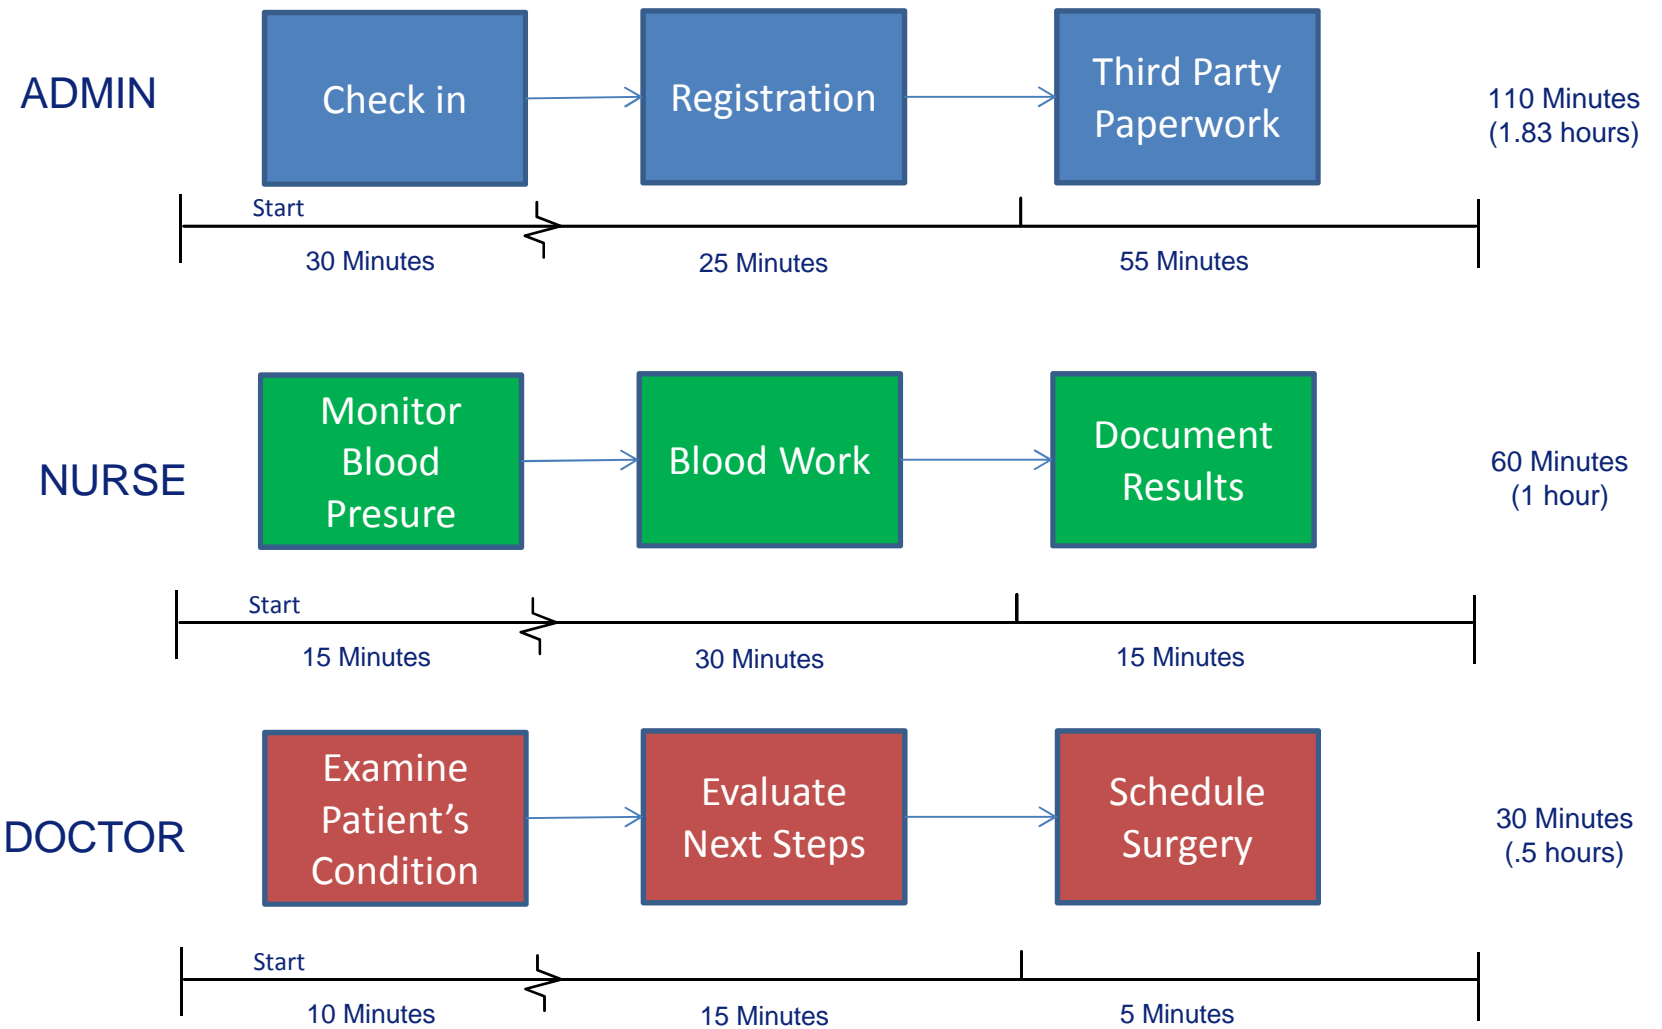 ADMIN
Check in
Registration
Third Party
Paperwork
110 Minutes
(1.83 hours)
Start
30 Minutes
25 Minutes
55 Minutes
NURSE
Monitor
Blood
Presure
Blood Work
Document
Results
60 Minutes
(1 hour)
Start
15 Minutes
30 Minutes
15 Minutes
DOCTOR
Examine
Patient’s
Condition
Evaluate
Next Steps
Schedule
Surgery
30 Minutes
(.5 hours)
Start
10 Minutes
15 Minutes
5 Minutes